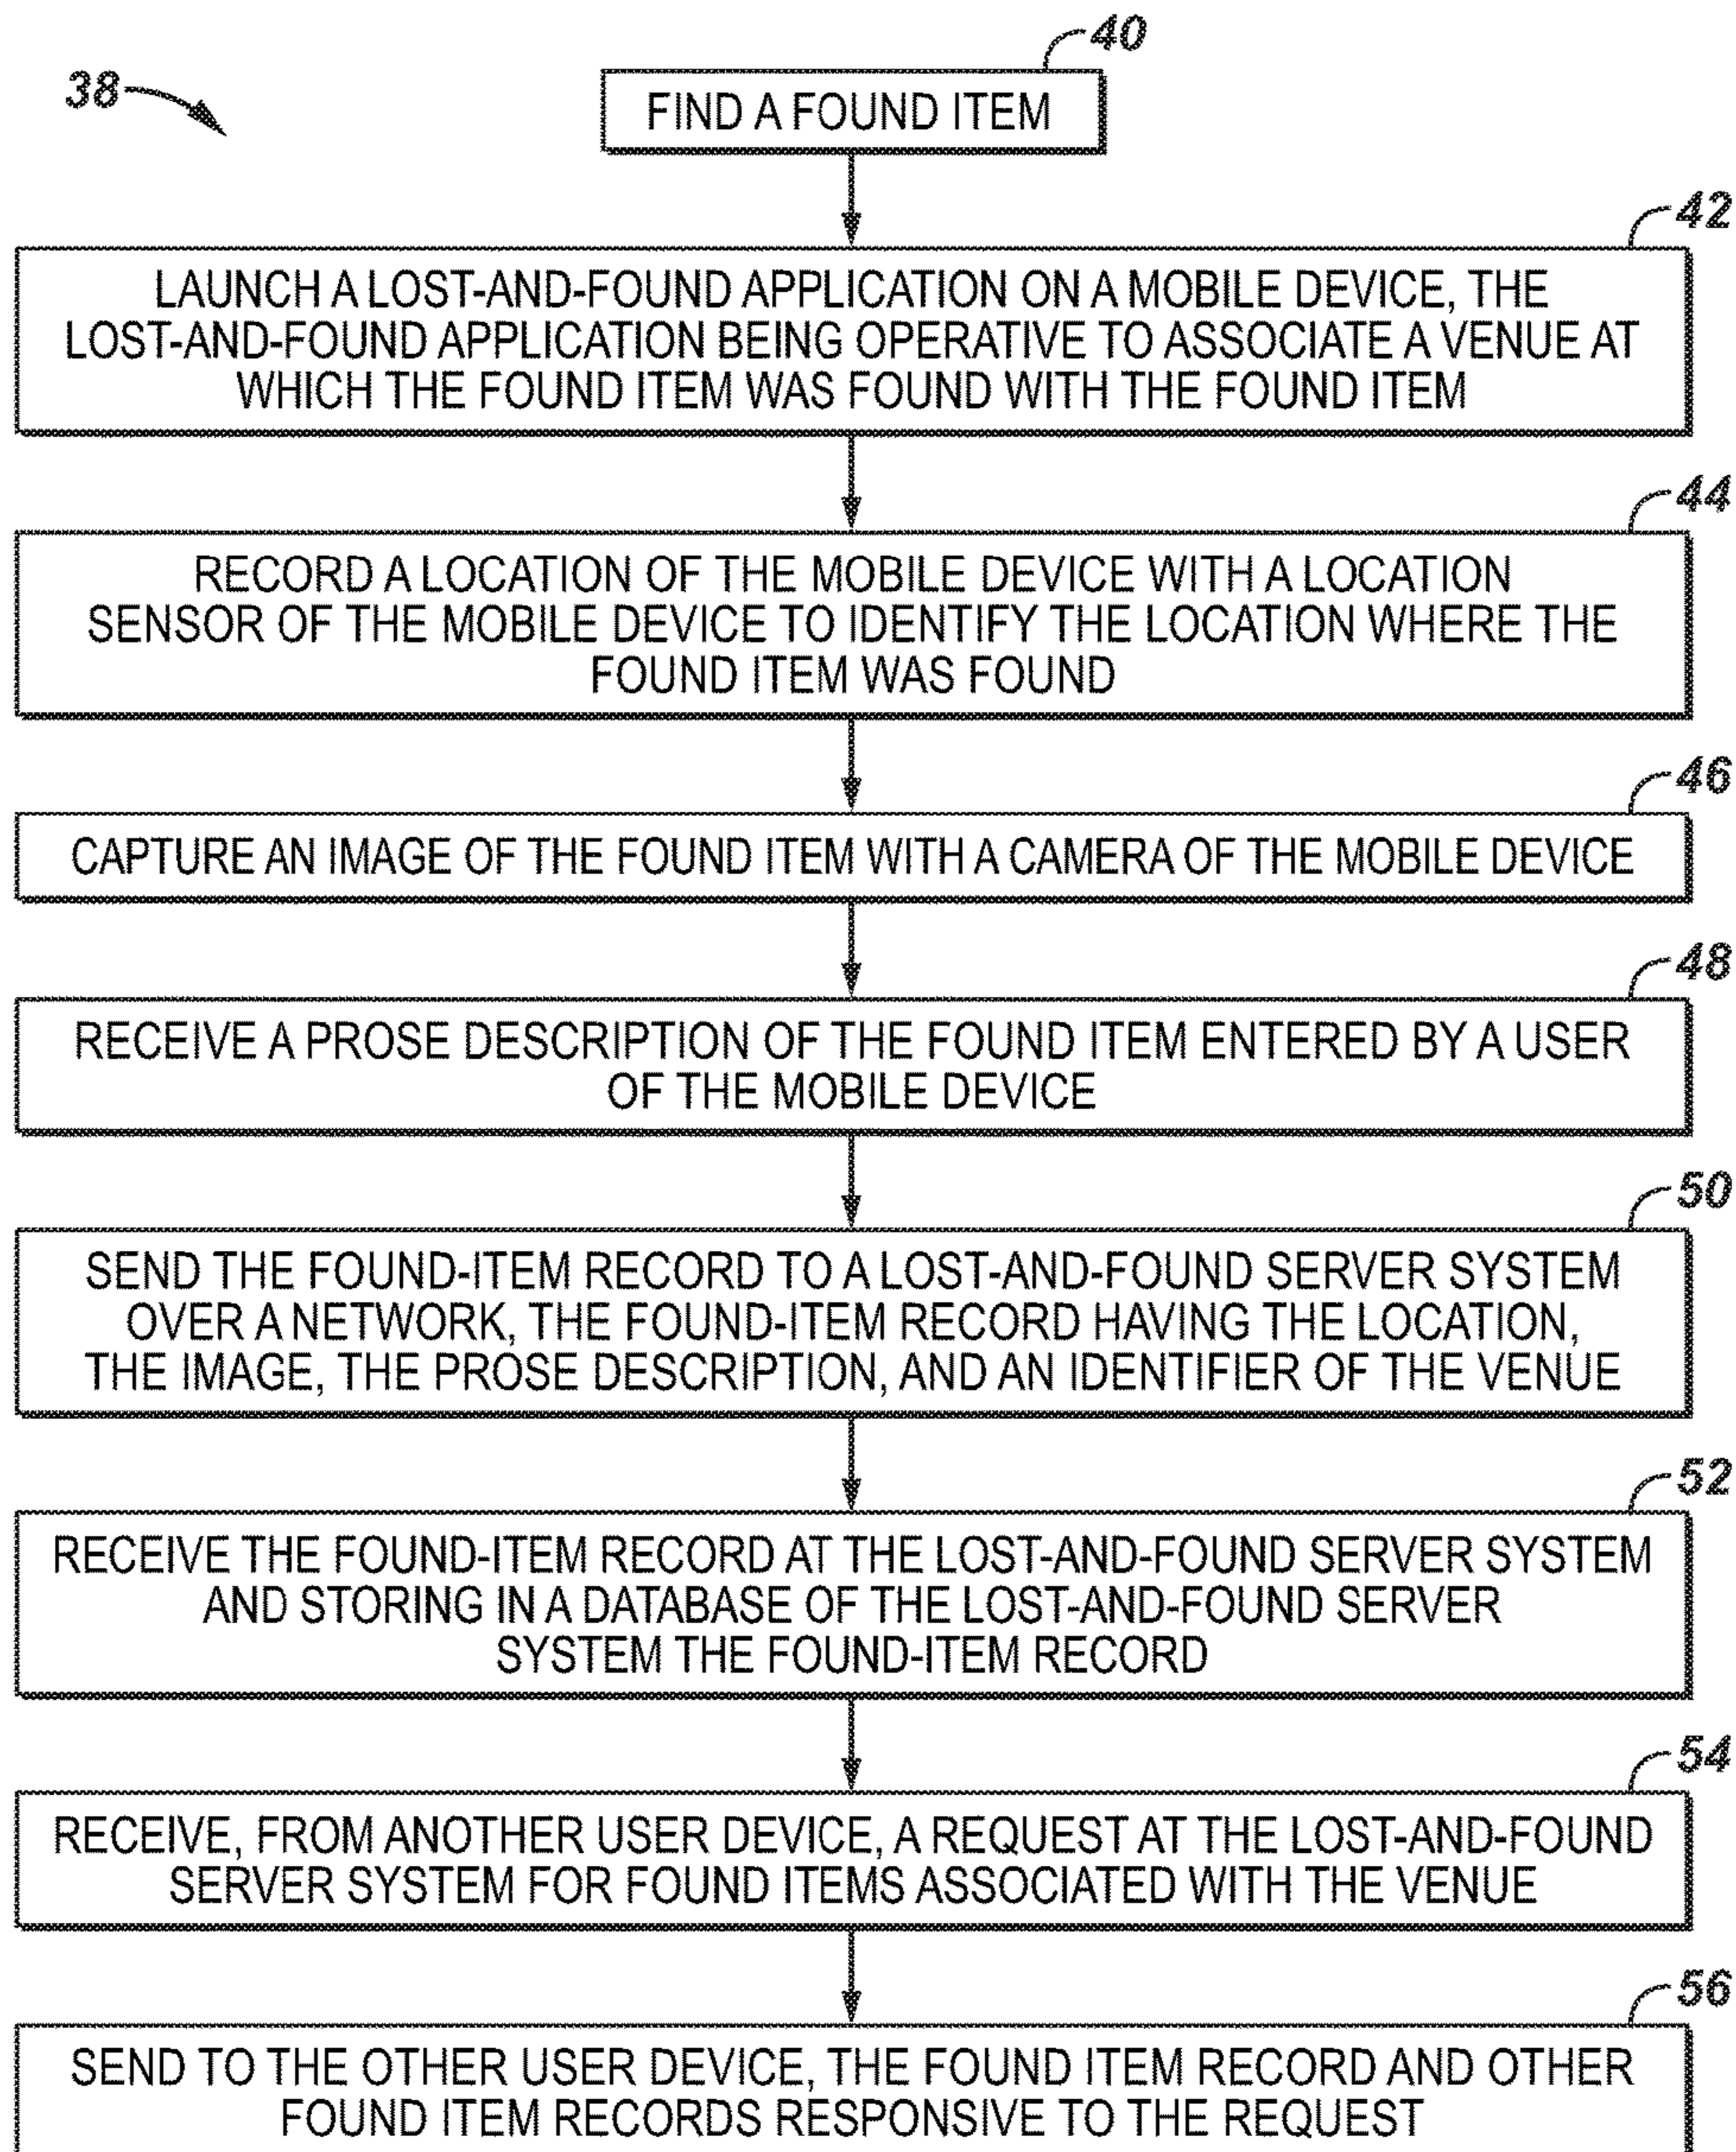 40
38
FIND A FOUND ITEM
42
LAUNCH A LOST-AND-FOUND APPLICATION ON A MOBILE DEVICE, THE
LOST-AND-FOUND APPLICATION BEING OPERATIVE TO ASSOCIATE A VENUE AT
WHICH THE FOUND ITEM WAS FOUND WITH THE FOUND ITEM
44
RECORD A LOCATION OF THE MOBILE DEVICE WITH A LOCATION
SENSOR OF THE MOBILE DEVICE TO IDENTIFY THE LOCATION WHERE THE
FOUND ITEM WAS FOUND
46
CAPTURE AN IMAGE OF THE FOUND ITEM WITH A CAMERA OF THE MOBILE DEVICE
48
RECEIVE A PROSE DESCRIPTION OF THE FOUND ITEM ENTERED BY A USER
OF THE MOBILE DEVICE
50
SEND THE FOUND-ITEM RECORD TO A LOST-AND-FOUND SERVER SYSTEM
OVER A NETWORK, THE FOUND-ITEM RECORD HAVING THE LOCATION,
THE IMAGE, THE PROSE DESCRIPTION, AND AN IDENTIFIER OF THE VENUE
52
RECEIVE THE FOUND-ITEM RECORD AT THE LOST-AND-FOUND SERVER SYSTEM
AND STORING IN A DATABASE OF THE LOST-AND-FOUND SERVER
SYSTEM THE FOUND-ITEM RECORD
54
RECEIVE, FROM ANOTHER USER DEVICE, A REQUEST AT THE LOST-AND-FOUND
SERVER SYSTEM FOR FOUND ITEMS ASSOCIATED WITH THE VENUE
56
SEND TO THE OTHER USER DEVICE, THE FOUND ITEM RECORD AND OTHER
FOUND ITEM RECORDS RESPONSIVE TO THE REQUEST